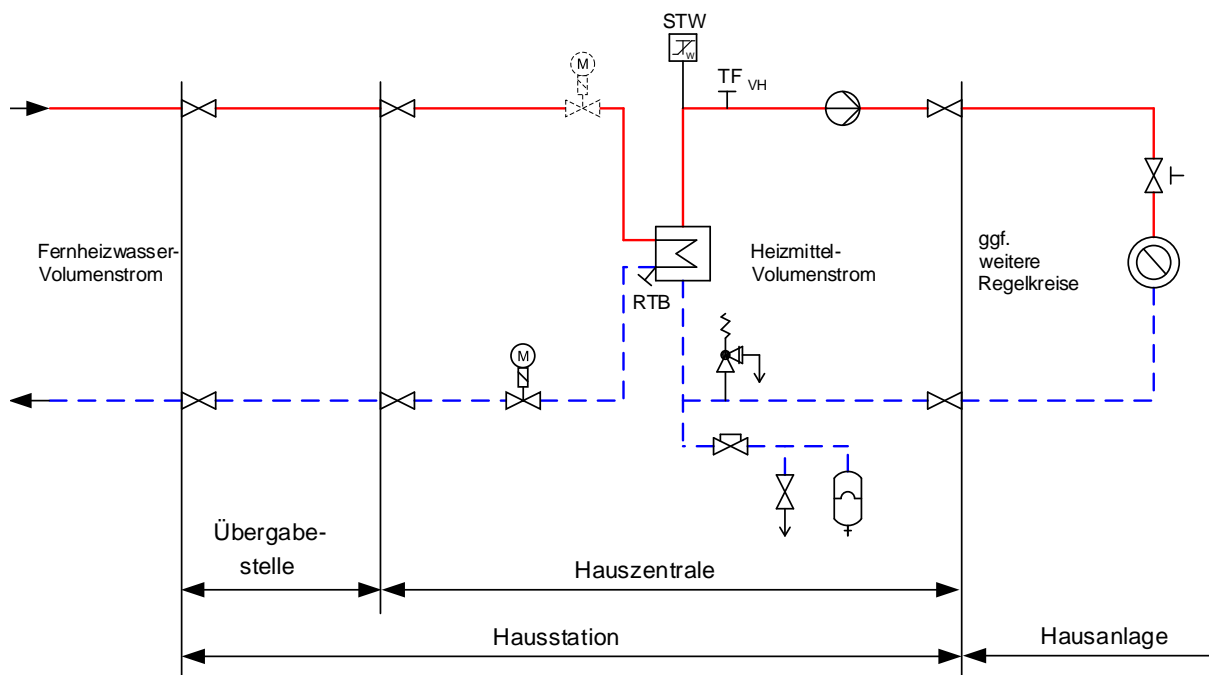 STW
W
M
TF VH
Fernheizwasser-
Volumenstrom
Heizmittel-
Volumenstrom
ggf.
weitere
Regelkreise
RTB
M
Übergabe-
stelle
Hauszentrale
Hausstation
Hausanlage